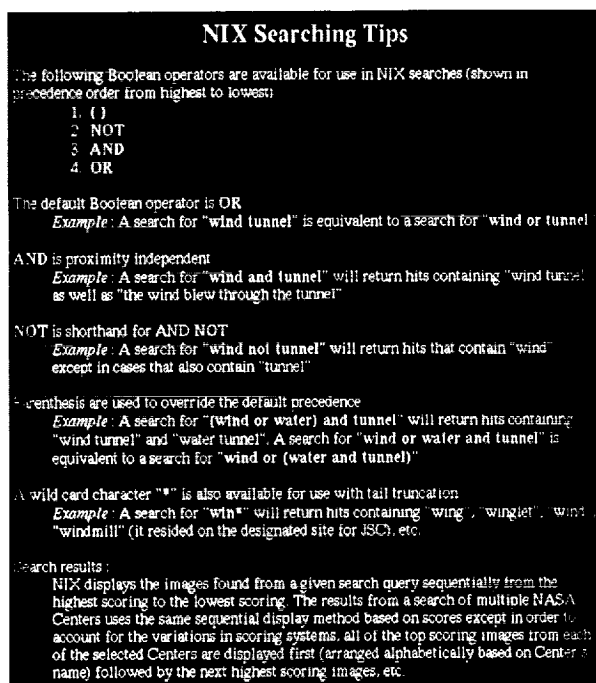 NIX Searching Tips
The following Boolean operators are available for use in NIX searches (shown in
precedence order from highest to lowest)
1. ( )
2 NOT
3 AND
4. OR
The default Boolean operator is OR
Example : A search for "wind tunnel" is equivalent to a search for "wind or tunnel"
AND is proximity independent
Example : A search for "wind and tunnel" will return hits containing "wind tunnel"
as well as "the wind blew through the tunnel"
NOT is shorthand for AND NOT
Example : A search for "wind not tunnel" will return hits that contain "wind"
except in cases that also contain "tunnel"
Parenthesis are used to override the default precedence
Example : A search for "(wind or water) and tunnel" will return hits containing
"wind tunnel" and "water tunnel". A search for "wind or water and tunnel" is
equivalent to a search for "wind or (water and tunnel)"
A wild card character "*" is also available for use with tail truncation
Example : A search for "win*" will return hits containing "wing", "winglet", "wind",
"windmill" (it resided on the designated site for JSC), etc.
Search results :
NIX displays the images found from a given search query sequentially from the
highest scoring to the lowest scoring. The results from a search of multiple NASA
Centers uses the same sequential display method based on scores except in order to
account for the variations in scoring systems, all of the top scoring images from each
of the selected Centers are displayed first (arranged alphabetically based on Center's
name) followed by the next highest scoring images, etc.